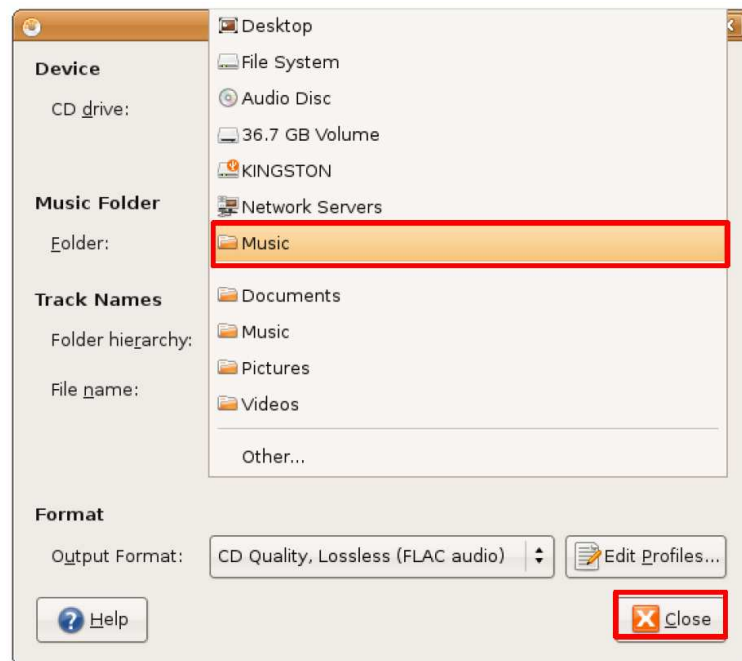 Desktop
Device
File System
CD drive:
Audio Disc
36.7 GB Volume
KINGSTON
Music Folder
Network Servers
Folder:
Music
Track Names
Documents
Folder hierarchy:
Music
Pictures
File name:
Videos
Other...
Format
Output Format:
CD Quality, Lossless (FLAC audio)
Edit Profiles...
Help
Close